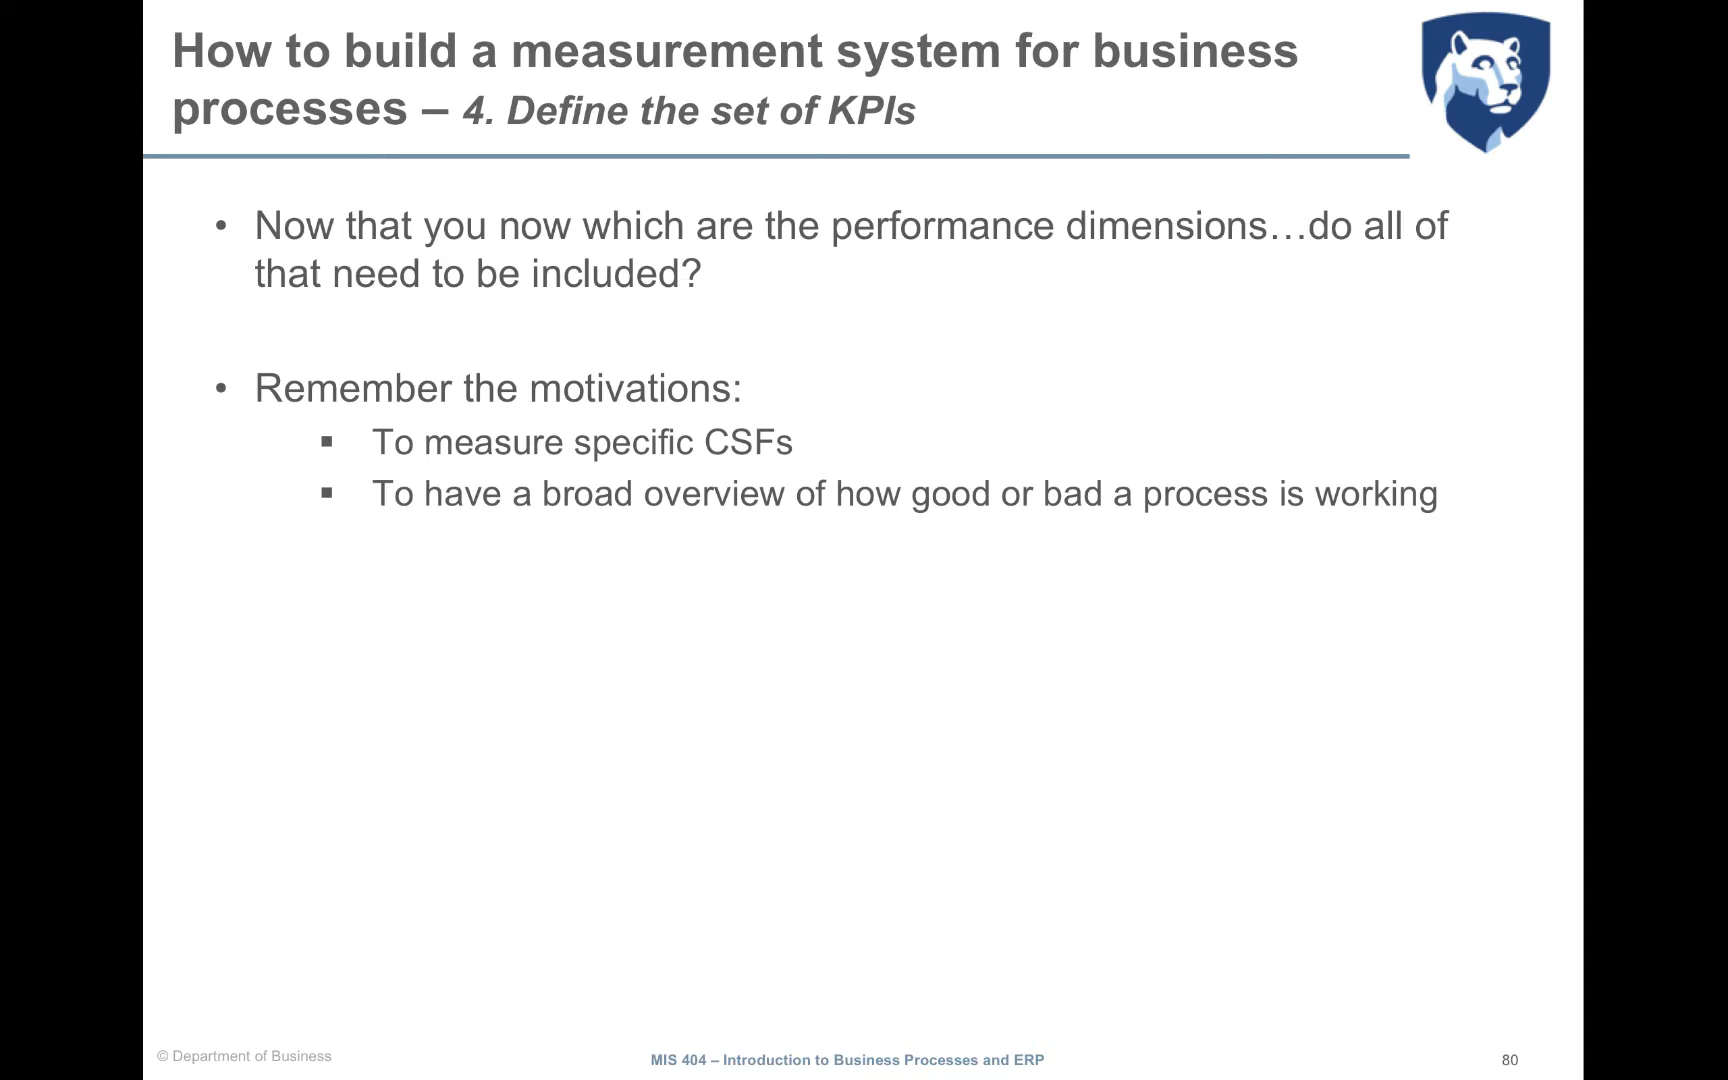 How to build a measurement system for business
processes – 4. Define the set of KPIs
• Now that you now which are the performance dimensions…do all of
that need to be included?
• Remember the motivations:
▪ To measure specific CSFs
▪ To have a broad overview of how good or bad a process is working
© Department of Business
MIS 404 – Introduction to Business Processes and ERP
80